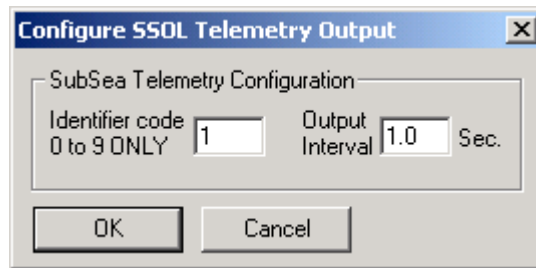 Configure SSOL Telemetry Output
SubSea Telemetry Configuration
Identifier code
0 to 9 ONLY
1
Output
Interval
1.0
Sec.
OK
Cancel